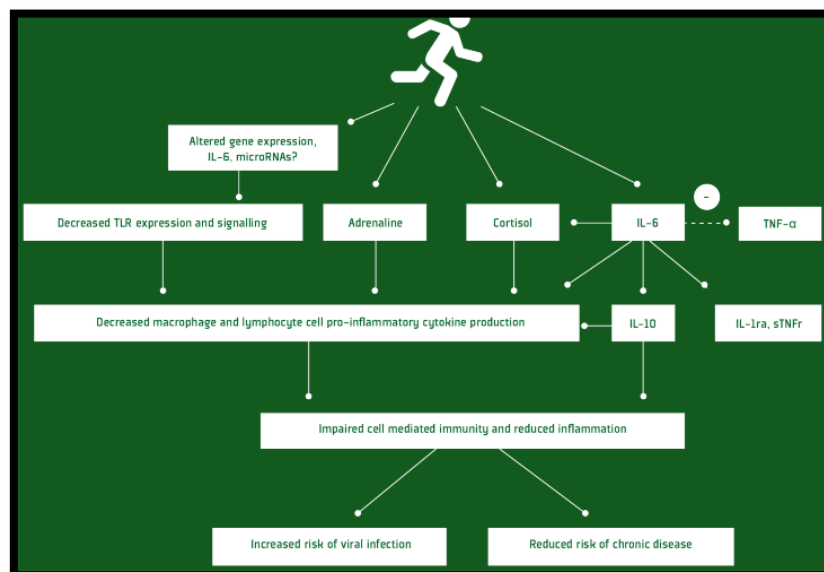 Altered gene expression,
IL-6, microRNAs?
Decreased TLR expression and signalling
Adrenaline
Cortisol
IL-6
-
TNF-α
Decreased macrophage and lymphocyte cell pro-inflammatory cytokine production
IL-10
IL-1ra, sTNFr
Impaired cell mediated immunity and reduced inflammation
Increased risk of viral infection
Reduced risk of chronic disease